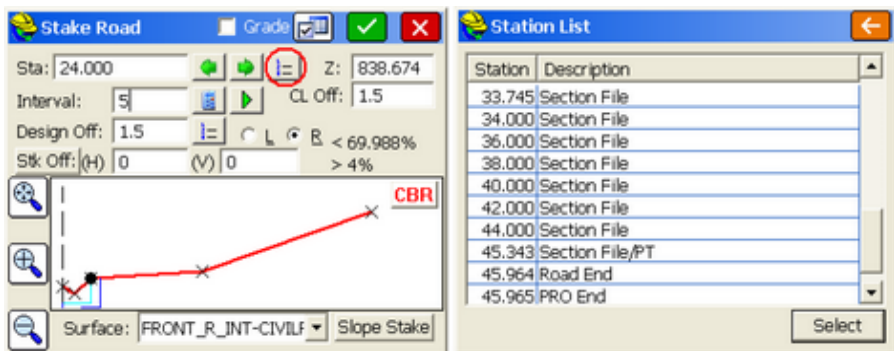 Stake Road
Grade
Sta: 24.000 Z: 838.674
Interval: 5 CL Off: 1.5
Design Off: 1.5 L R < 69.988%
Stk Off: (H) 0 (V) 0 > 4%
CBR
Surface: FRONT_R_INT-CIVILF Slope Stake
Station List
Station Description
33.745 Section File
34.000 Section File
36.000 Section File
38.000 Section File
40.000 Section File
42.000 Section File
44.000 Section File
45.343 Section File/PT
45.964 Road End
45.965 PRO End
Select